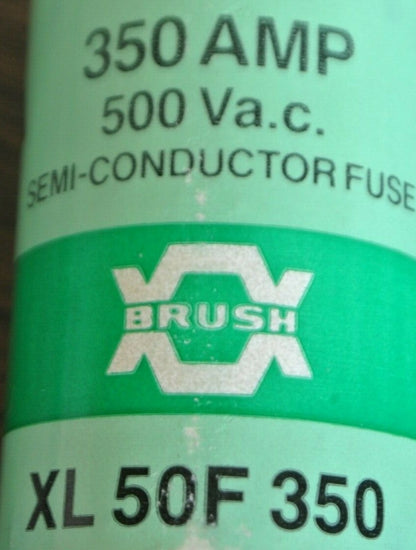 350 AMP
500 Va.c.
SEMI-CONDUCTOR FUSE
BRUSH
XL 50F 350